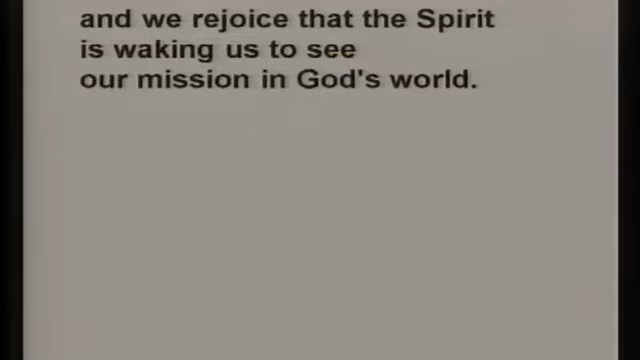 and we rejoice that the Spirit
is waking us to see
our mission in God's world.